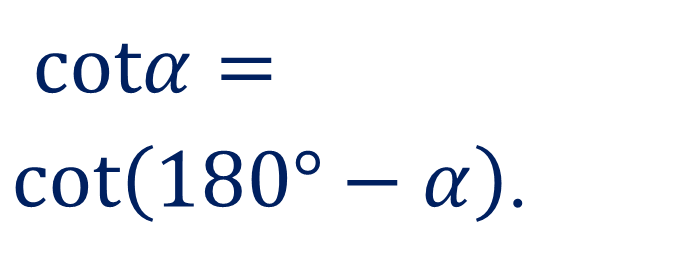 cotα =
cot(180° − α).